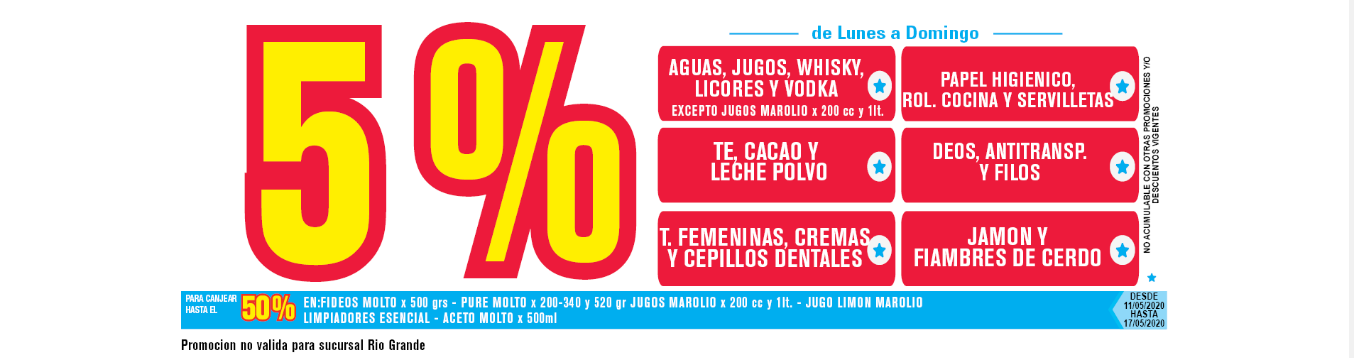 5%
de Lunes a Domingo
AGUAS, JUGOS, WHISKY,
LICORES Y VODKA
EXCEPTO JUGOS MAROLIO x 200 cc y 1lt.
PAPEL HIGIENICO,
ROL. COCINA Y SERVILLETAS
TE, CACAO Y
LECHE POLVO
DEOS, ANTITRANSP.
Y FILOS
T. FEMENINAS, CREMAS
Y CEPILLOS DENTALES
JAMON Y
FIAMBRES DE CERDO
NO ACUMULABLE CON OTRAS PROMOCIONES Y/O
DESCUENTOS VIGENTES
PARA CANJEAR
HASTA EL
50%
EN:FIDEOS MOLTO x 500 grs - PURE MOLTO x 200-340 y 520 gr JUGOS MAROLIO x 200 cc y 1lt. - JUGO LIMON MAROLIO
LIMPIADORES ESENCIAL - ACETO MOLTO x 500ml
DESDE
11/05/2020
HASTA
17/05/2020
Promocion no valida para sucursal Rio Grande